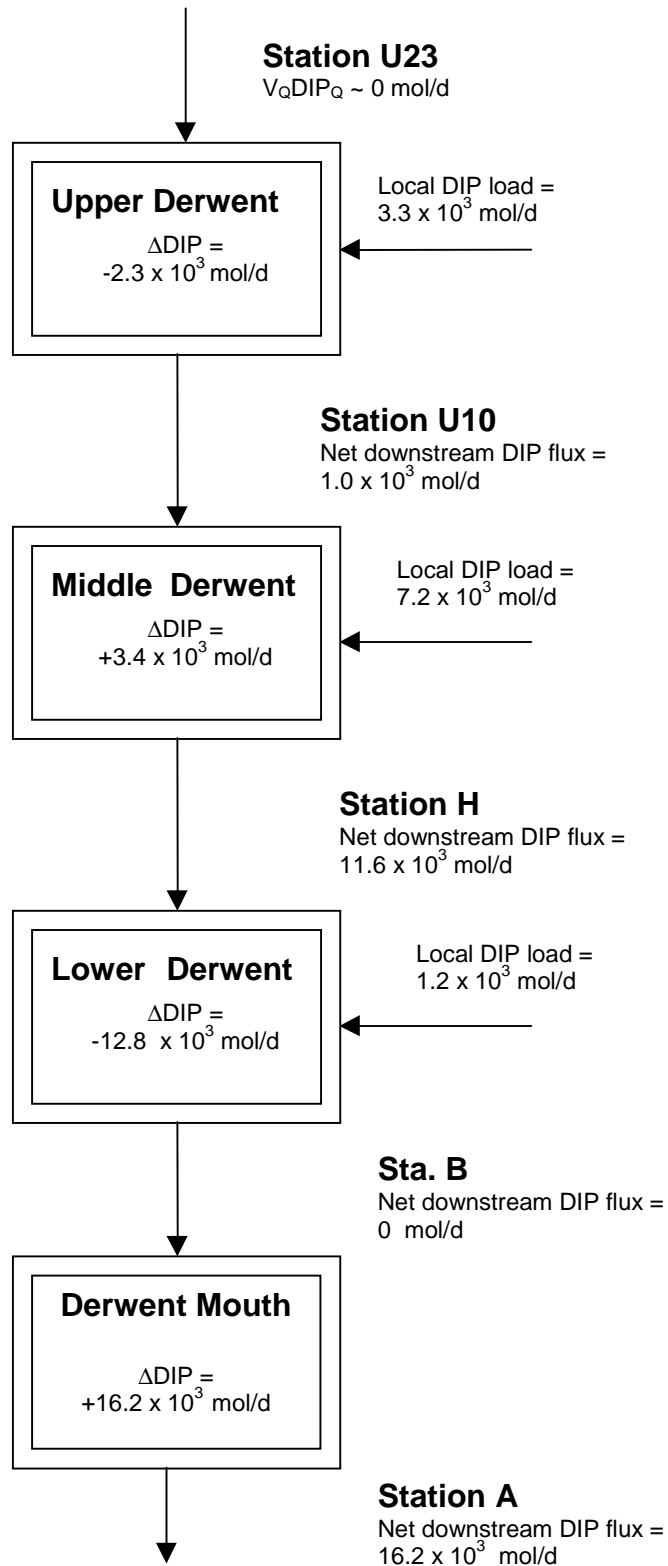 Station U23
VQDIPQ ~ 0 mol/d
Upper Derwent
ΔDIP =
-2.3 x 10³ mol/d
Local DIP load =
3.3 x 10³ mol/d
Station U10
Net downstream DIP flux =
1.0 x 10³ mol/d
Middle Derwent
ΔDIP =
+3.4 x 10³ mol/d
Local DIP load =
7.2 x 10³ mol/d
Station H
Net downstream DIP flux =
11.6 x 10³ mol/d
Lower Derwent
ΔDIP =
-12.8 x 10³ mol/d
Local DIP load =
1.2 x 10³ mol/d
Sta. B
Net downstream DIP flux =
0 mol/d
Derwent Mouth
ΔDIP =
+16.2 x 10³ mol/d
Station A
Net downstream DIP flux =
16.2 x 10³ mol/d